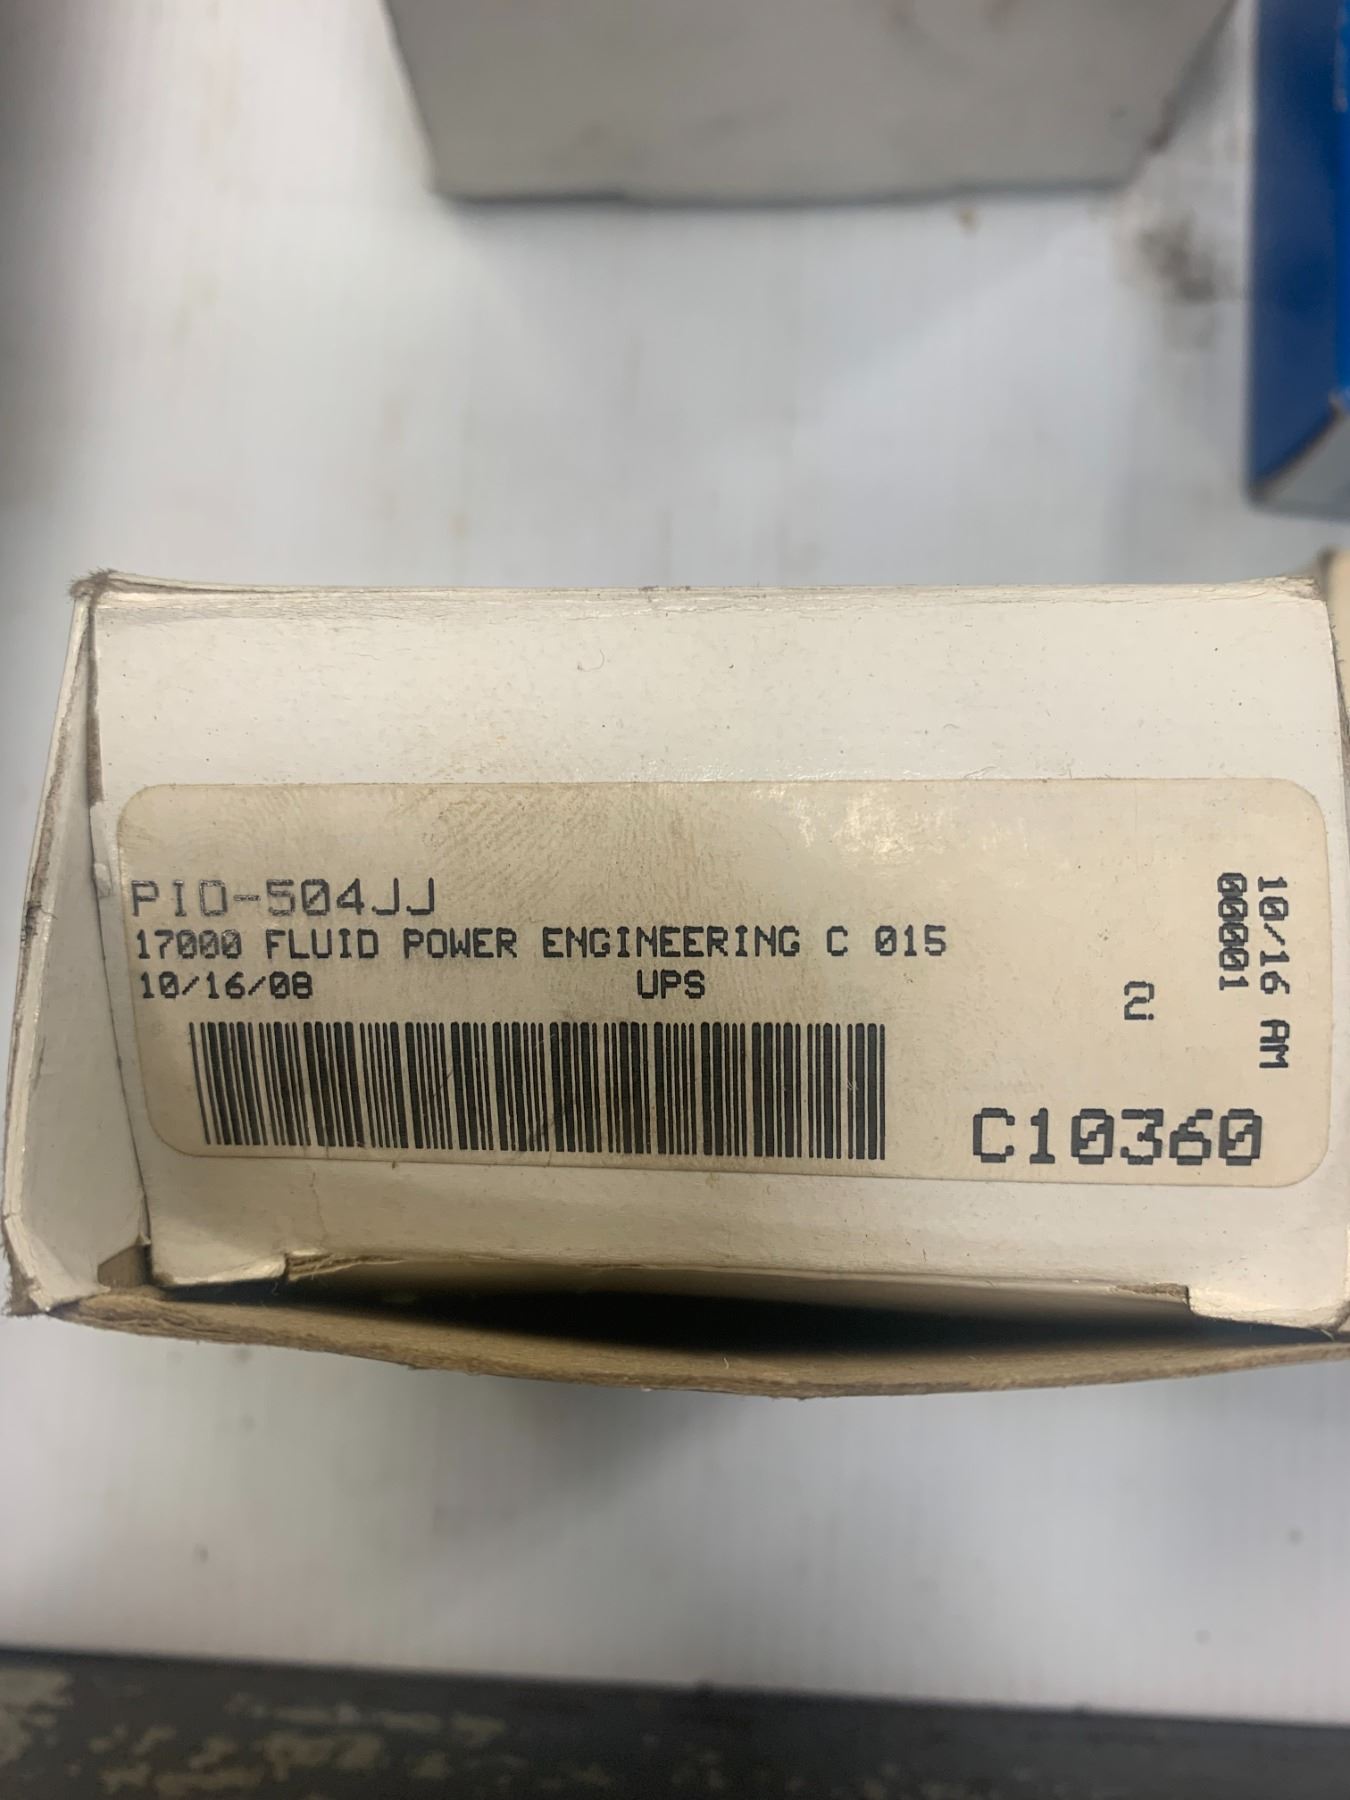 PIO-504JJ
17000 FLUID POWER ENGINEERING C 015
10/16/08 UPS
2
10/16 AM
00001
C10360